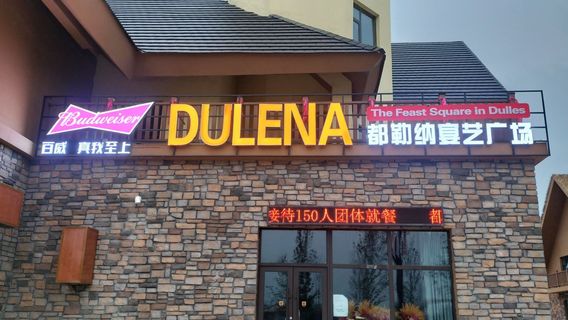 Budweiser
百威 真我至上
DULENA
The Feast Square in Dulles
都勒纳宴艺广场
接待150人团体就餐 都